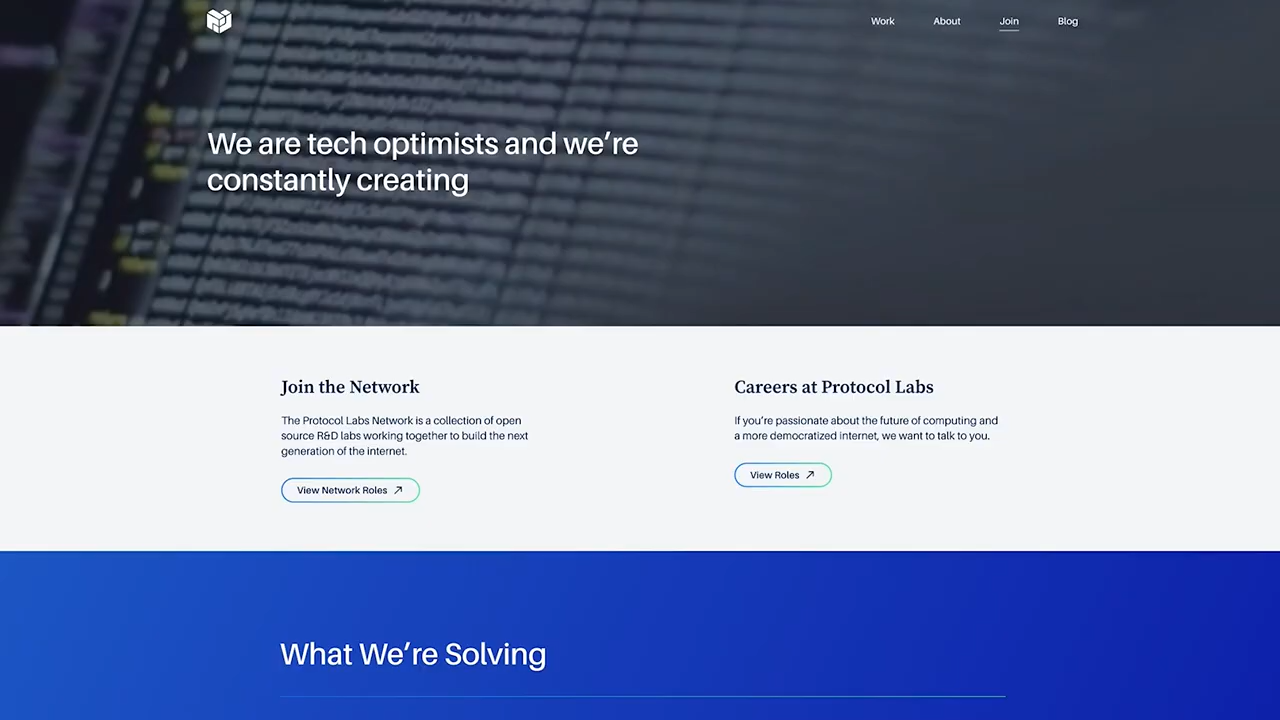 Work
About
Join
Blog
We are tech optimists and we’re
constantly creating
Join the Network
The Protocol Labs Network is a collection of open
source R&D labs working together to build the next
generation of the internet.
View Network Roles
Careers at Protocol Labs
If you’re passionate about the future of computing and
a more democratized internet, we want to talk to you.
View Roles
What We’re Solving